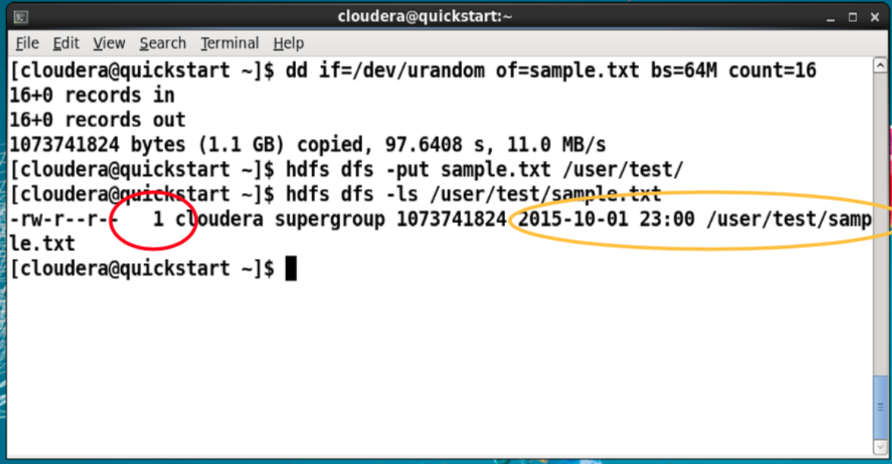 cloudera@quickstart:~
File Edit View Search Terminal Help
[cloudera@quickstart ~]$ dd if=/dev/urandom of=sample.txt bs=64M count=16
16+0 records in
16+0 records out
1073741824 bytes (1.1 GB) copied, 97.6408 s, 11.0 MB/s
[cloudera@quickstart ~]$ hdfs dfs -put sample.txt /user/test/
[cloudera@quickstart ~]$ hdfs dfs -ls /user/test/sample.txt
-rw-r--r--   1 cloudera supergroup 1073741824 2015-10-01 23:00 /user/test/samp
le.txt
[cloudera@quickstart ~]$